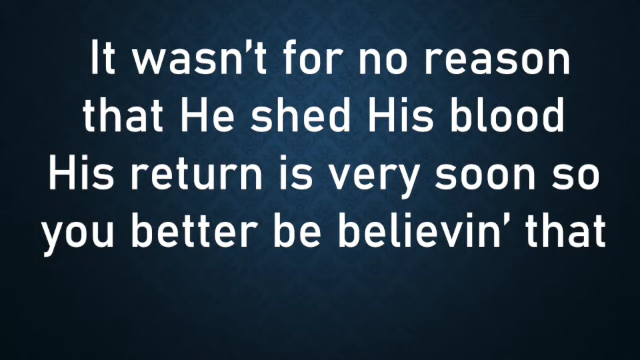 It wasn't for no reason
that He shed His blood
His return is very soon so
you better be believin' that